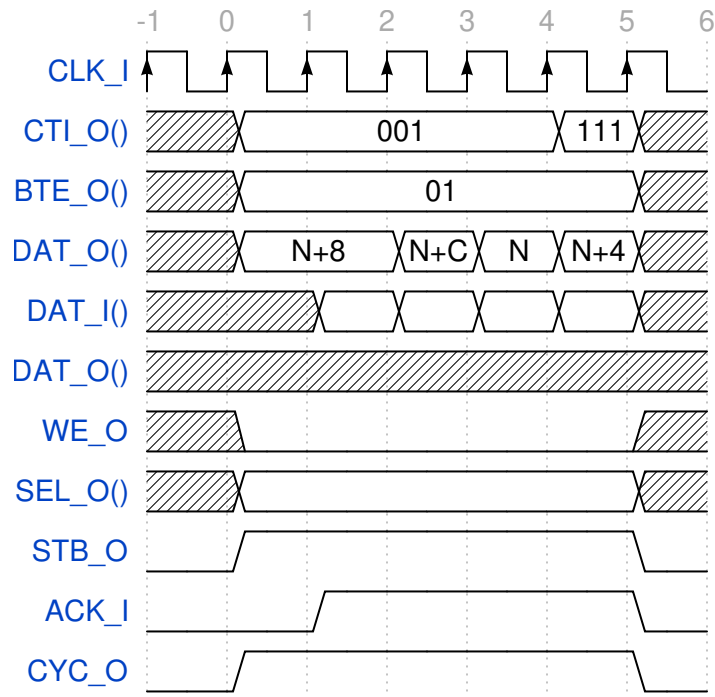 -1 0 1 2 3 4 5 6
CLK_I
CTI_O() 001 111
BTE_O() 01
DAT_O() N+8 N+C N N+4
DAT_I()
DAT_O()
WE_O
SEL_O()
STB_O
ACK_I
CYC_O